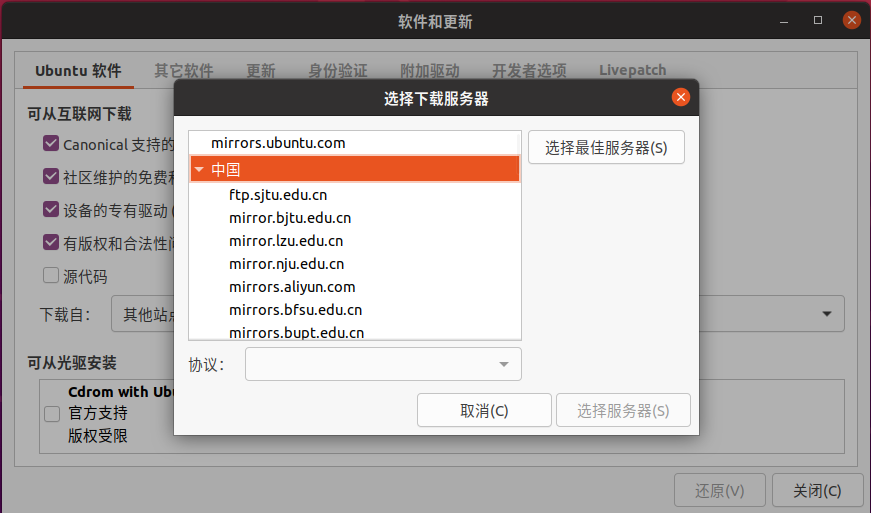 软件和更新
Ubuntu 软件 其它软件 更新 身份验证 附加驱动 开发者选项 Livepatch
选择下载服务器
可从互联网下载
Canonical 支持的
社区维护的免费和
设备的专有驱动 (
有版权和合法性问
源代码
下载自： 其他站点
可从光驱安装
Cdrom with Ubu
官方支持
版权受限
mirrors.ubuntu.com
中国
ftp.sjtu.edu.cn
mirror.bjtu.edu.cn
mirror.lzu.edu.cn
mirror.nju.edu.cn
mirrors.aliyun.com
mirrors.bfsu.edu.cn
mirrors.bupt.edu.cn
选择最佳服务器(S)
协议：
取消(C) 选择服务器(S)
还原(V) 关闭(C)